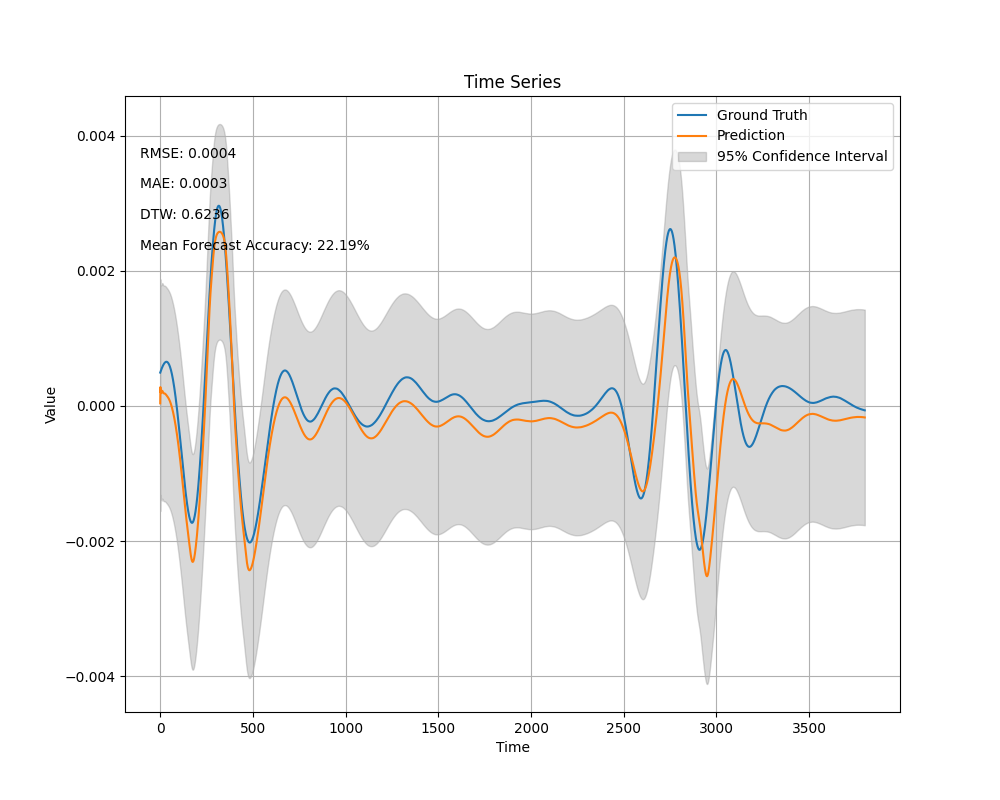 Time Series
Ground Truth
Prediction
95% Confidence Interval
RMSE: 0.0004
MAE: 0.0003
DTW: 0.6236
Mean Forecast Accuracy: 22.19%
0.004
0.002
0.000
−0.002
−0.004
Value
0 500 1000 1500 2000 2500 3000 3500
Time